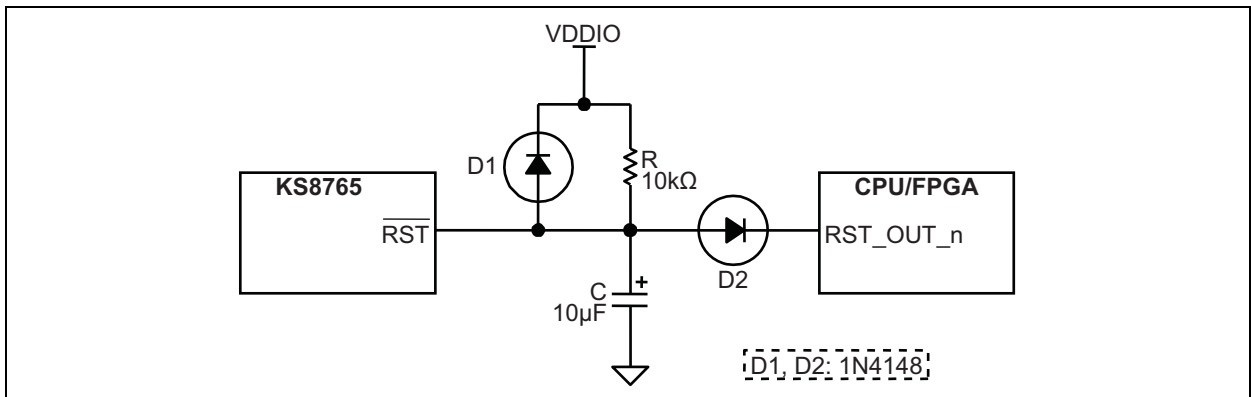 VDDIO
D1
R
10kΩ
KS8765
CPU/FPGA
RST
RST_OUT_n
D2
C +
10µF
D1, D2: 1N4148